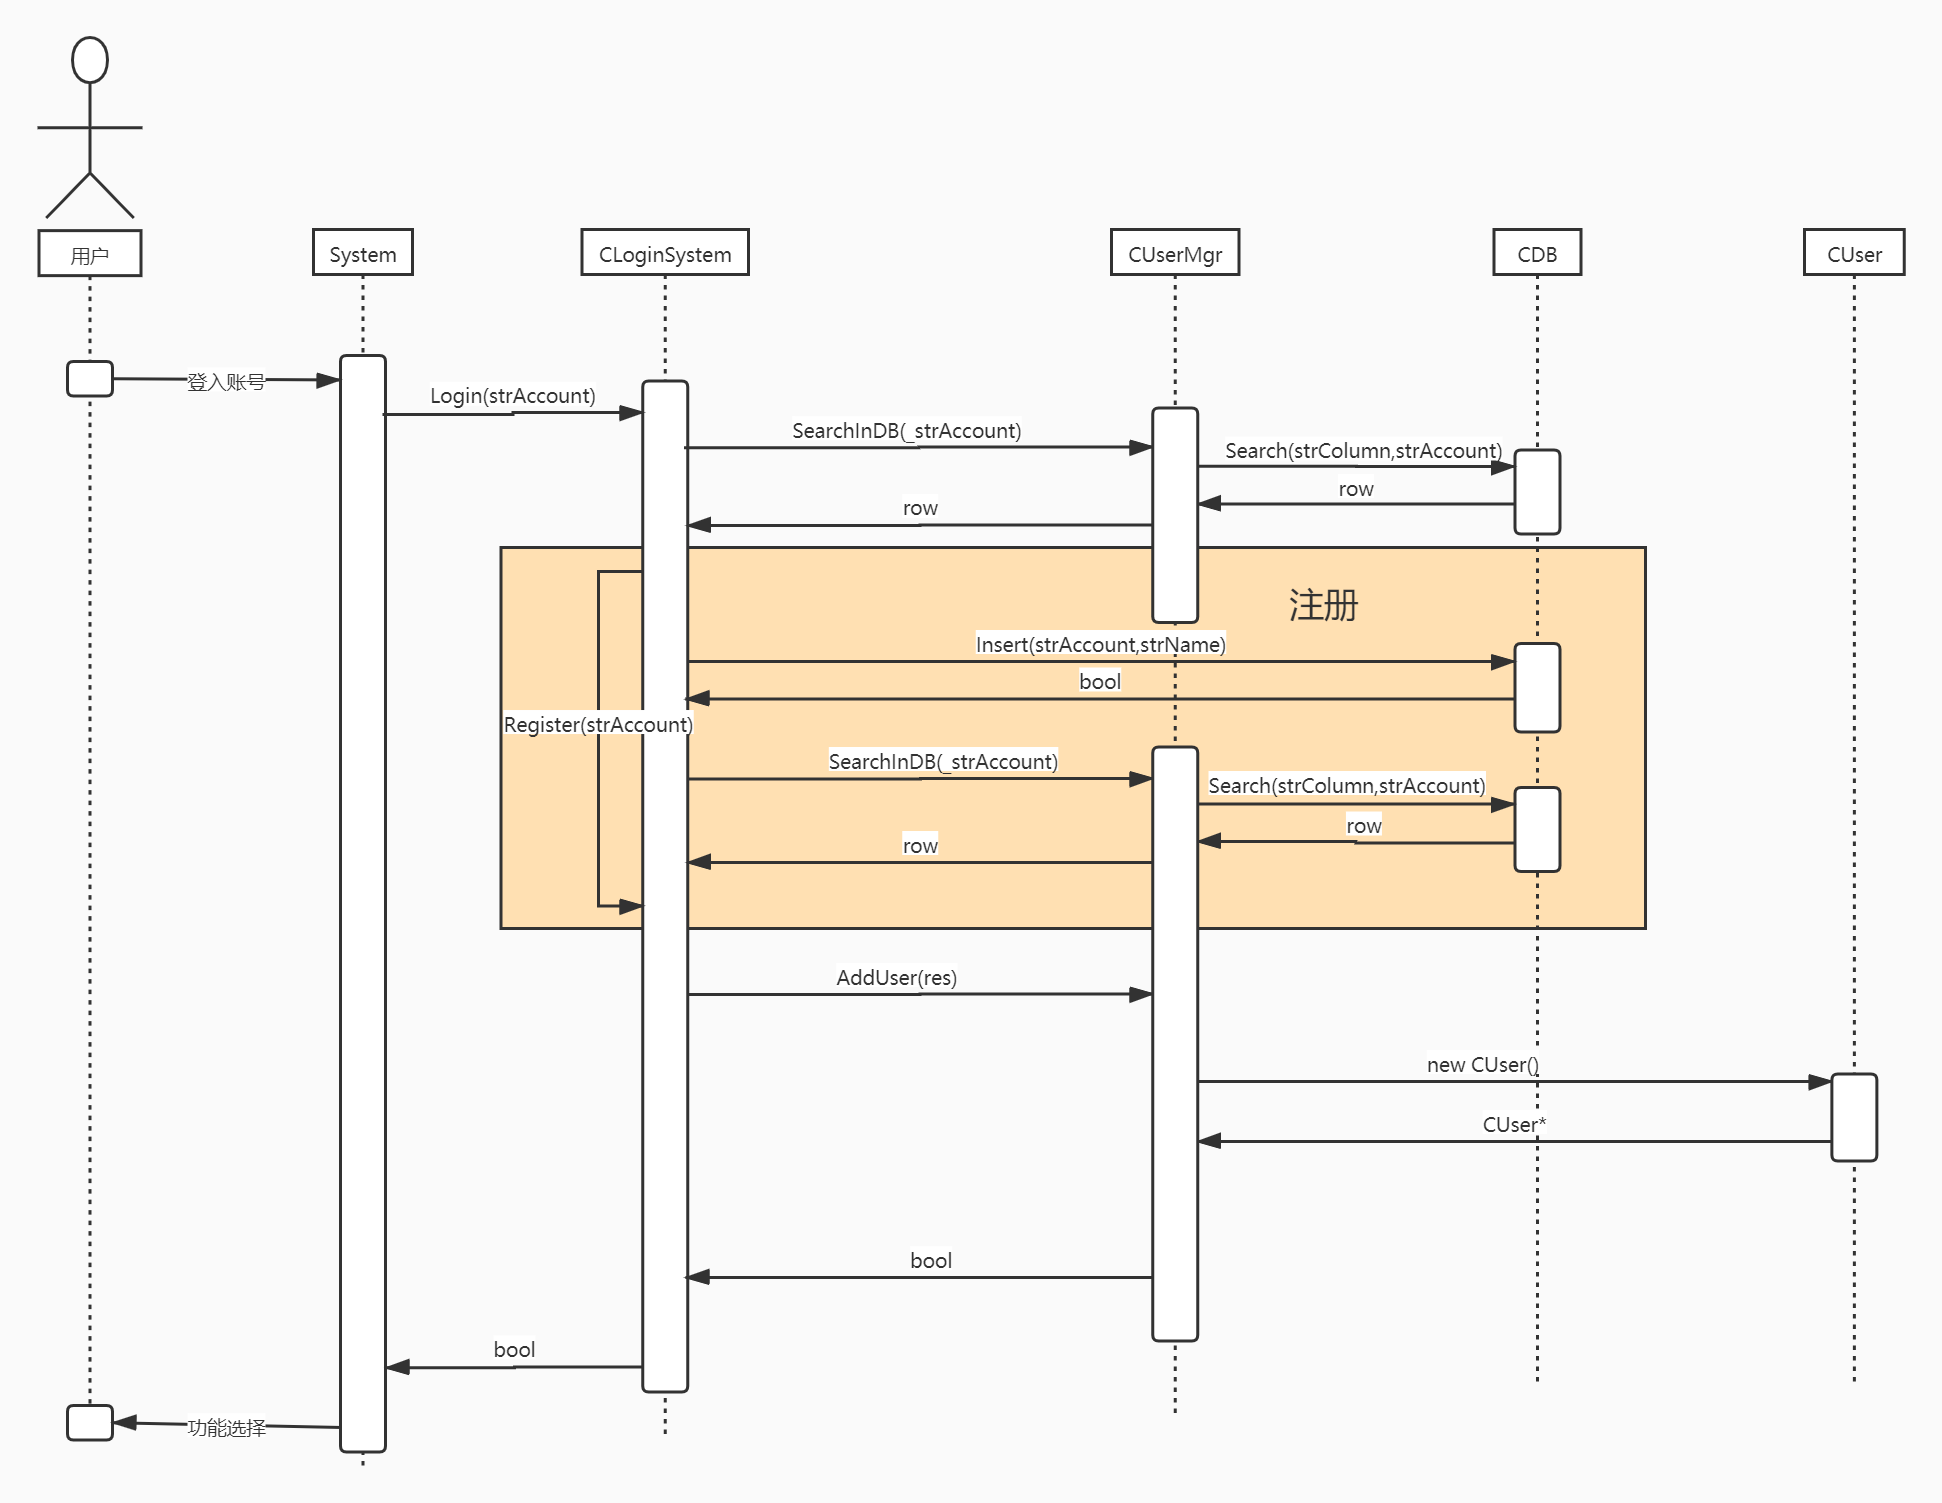 用户
System
CLoginSystem
CUserMgr
CDB
CUser
登入账号
Login(strAccount)
SearchInDB(_strAccount)
Search(strColumn,strAccount)
row
row
注册
Insert(strAccount,strName)
bool
Register(strAccount)
SearchInDB(_strAccount)
Search(strColumn,strAccount)
row
row
AddUser(res)
new CUser()
CUser*
bool
bool
功能选择